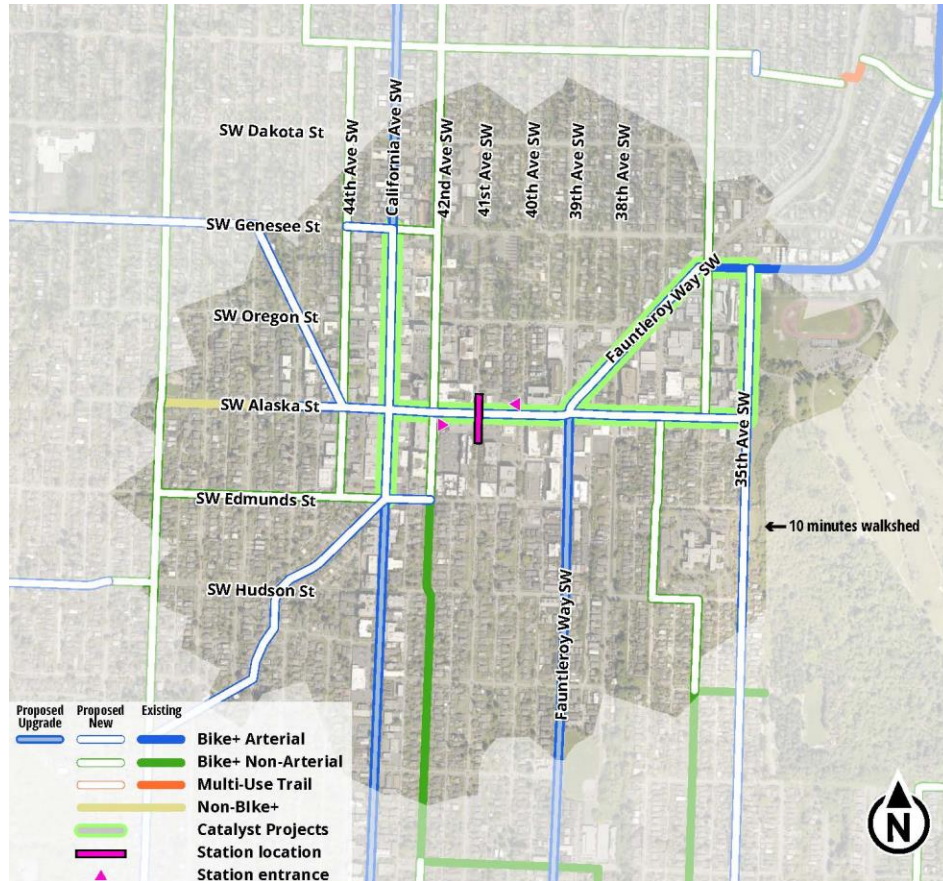 SW Dakota St
44th Ave SW
California Ave SW
42nd Ave SW
41st Ave SW
40th Ave SW
39th Ave SW
38th Ave SW
SW Genesee St
SW Oregon St
Fauntleroy Way SW
SW Alaska St
35th Ave SW
SW Edmunds St
10 minutes walkshed
SW Hudson St
Fauntleroy Way SW
Proposed Upgrade
Proposed New
Existing
Bike+ Arterial
Bike+ Non-Arterial
Multi-Use Trail
Non-BIke+
Catalyst Projects
Station location
Station entrance
N